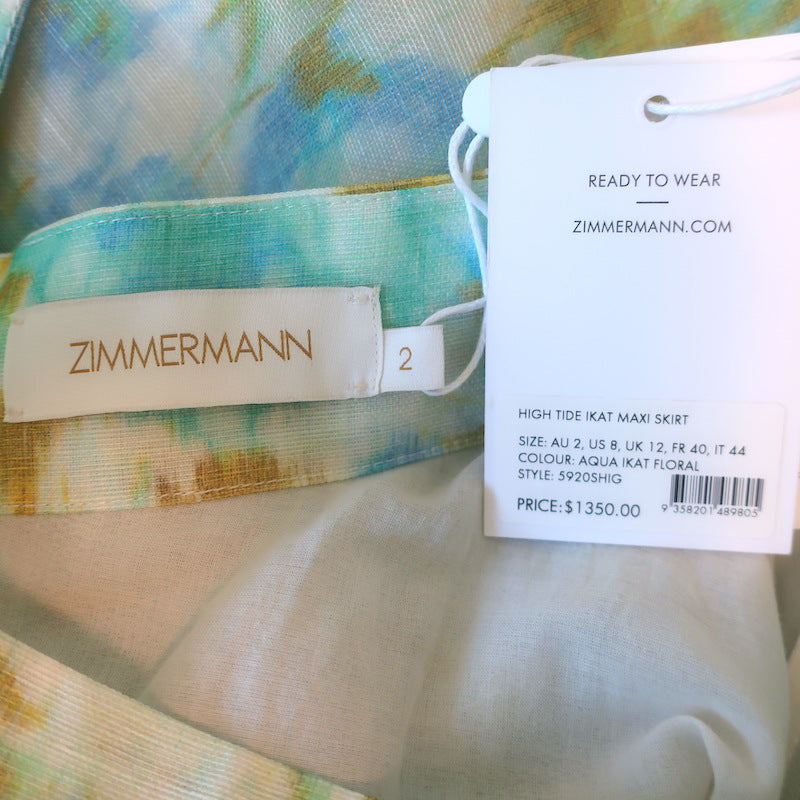 ZIMMERMANN
2
READY TO WEAR
ZIMMERMANN.COM
HIGH TIDE IKAT MAXI SKIRT
SIZE: AU 2, US 8, UK 12, FR 40, IT 44
COLOUR: AQUA IKAT FLORAL
STYLE: 5920SHIG
PRICE: $1350.00
9 358201 489805